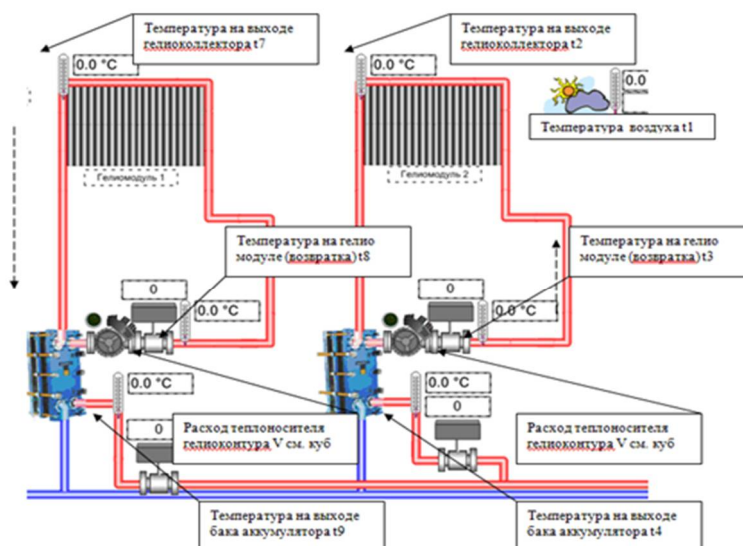 Температура на выходе
гелиоколлектора t7
Температура на выходе
гелиоколлектора t2
0.0 °C
0.0 °C
0.0
Температура воздуха t1
Гелиомодуль 1
Гелиомодуль 2
Температура на гелио
модуле (возвратка) t8
Температура на гелио
модуле (возвратка) t3
0
0
0.0 °C
0.0 °C
0.0 °C
0.0 °C
0
0
Расход теплоносителя
гелиоконтура V см. куб
Расход теплоносителя
гелиоконтура V см. куб
Температура на выходе
бака аккумулятора t9
Температура на выходе
бака аккумулятора t4